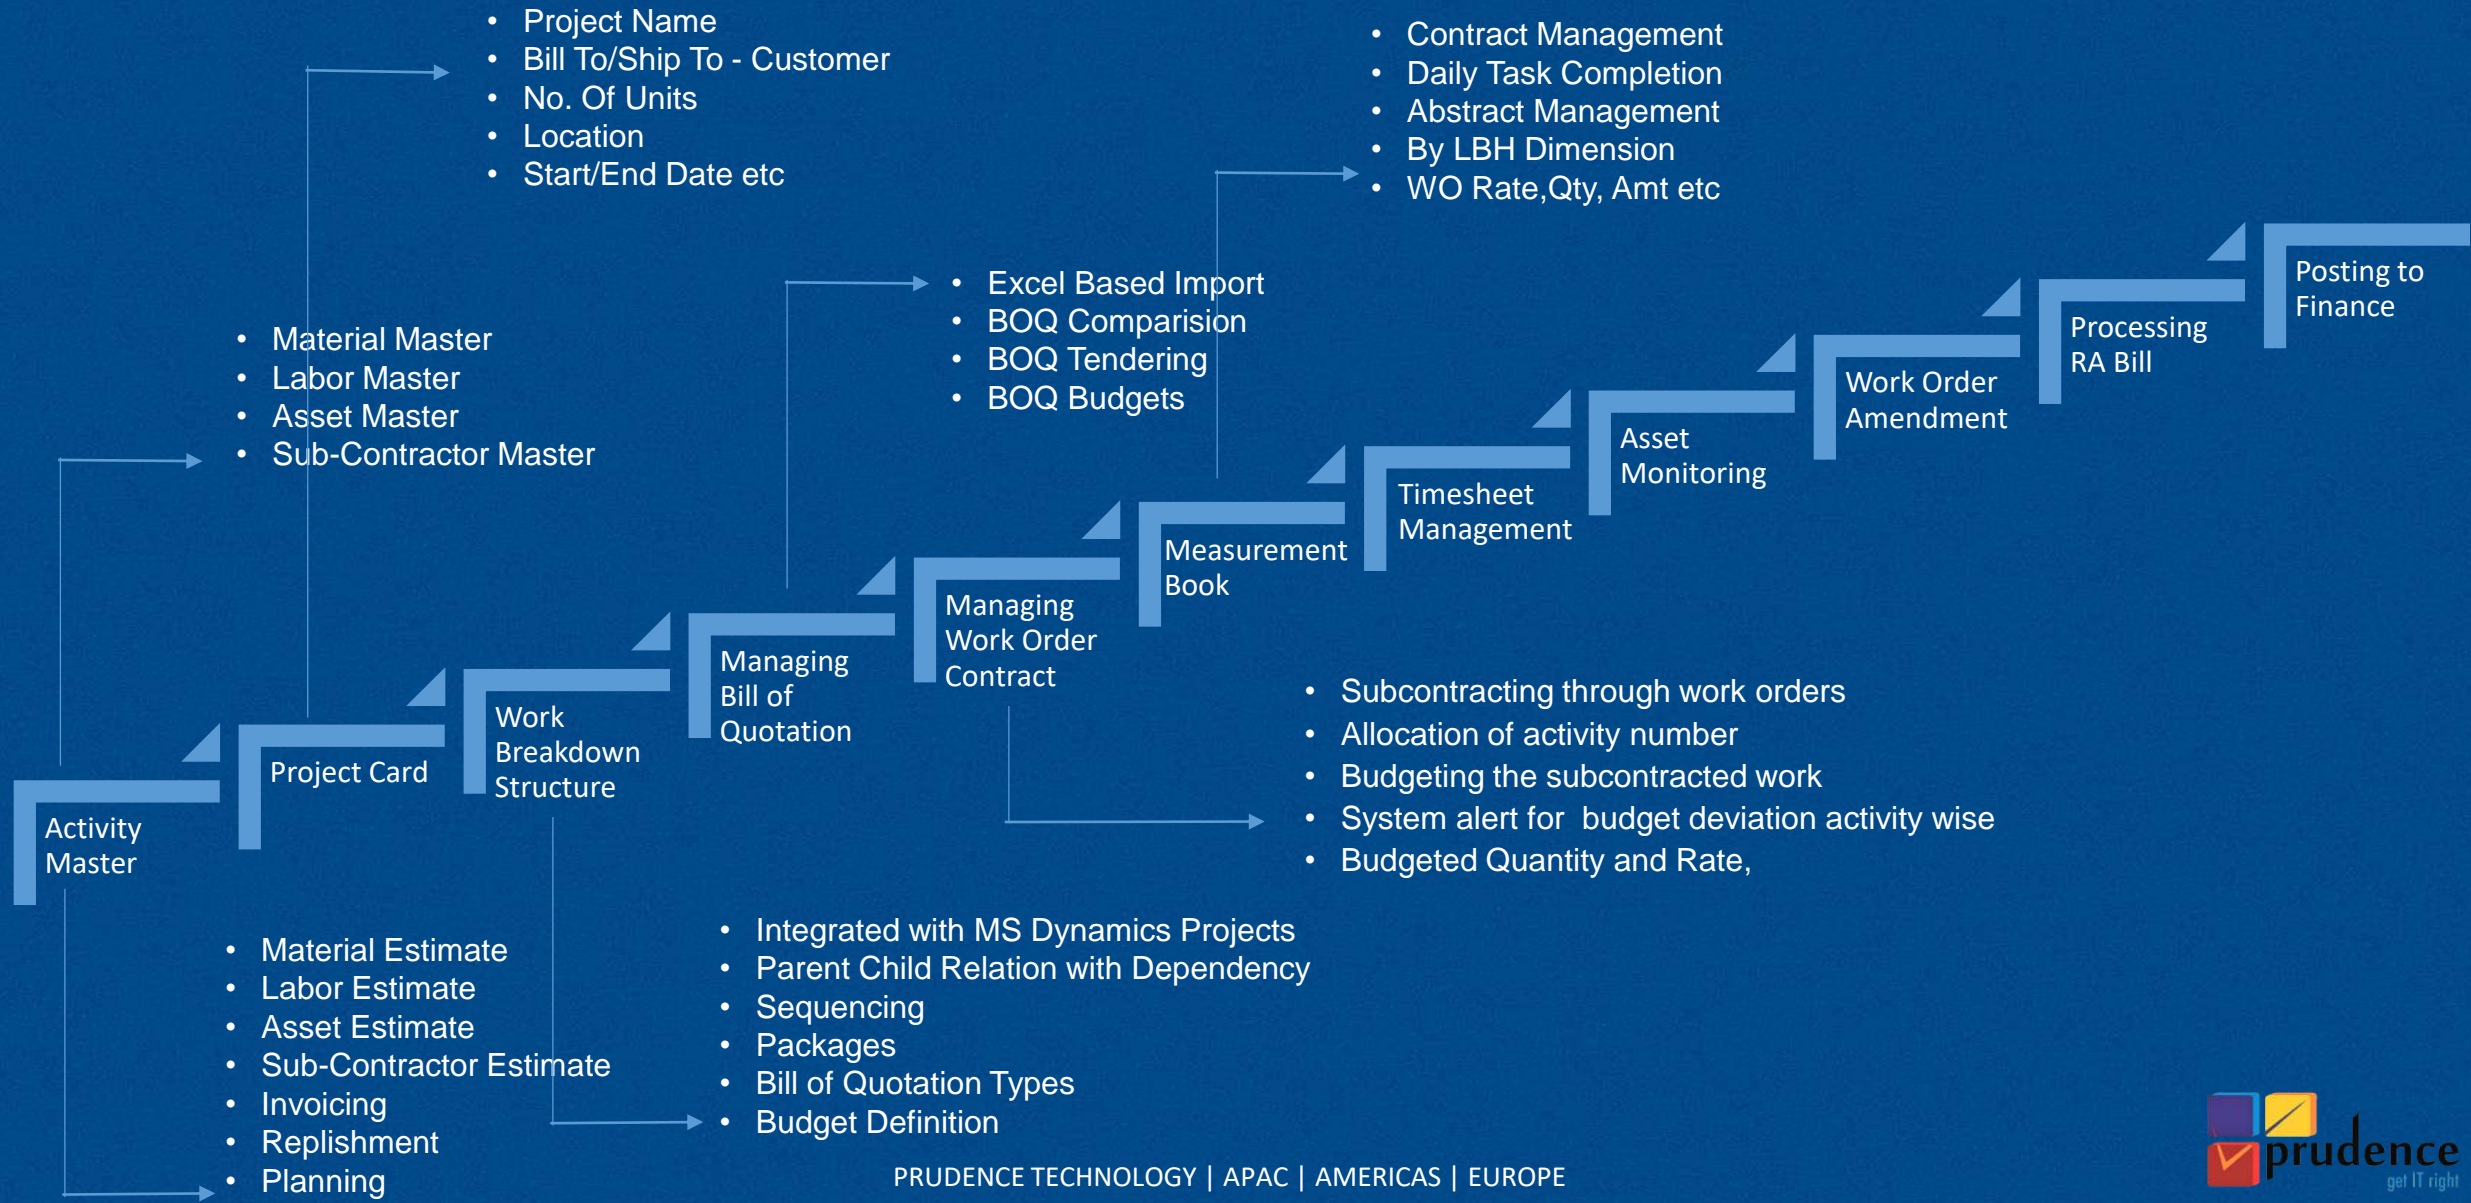 • Project Name
• Bill To/Ship To - Customer
• No. Of Units
• Location
• Start/End Date etc
• Contract Management
• Daily Task Completion
• Abstract Management
• By LBH Dimension
• WO Rate,Qty, Amt etc
• Material Master
• Labor Master
• Asset Master
• Sub-Contractor Master
• Excel Based Import
• BOQ Comparision
• BOQ Tendering
• BOQ Budgets
Activity
Master
Project Card
Work
Breakdown
Structure
Managing
Bill of
Quotation
Managing
Work Order
Contract
Measurement
Book
Timesheet
Management
Asset
Monitoring
Work Order
Amendment
Processing
RA Bill
Posting to
Finance
• Subcontracting through work orders
• Allocation of activity number
• Budgeting the subcontracted work
• System alert for  budget deviation activity wise
• Budgeted Quantity and Rate,
• Material Estimate
• Labor Estimate
• Asset Estimate
• Sub-Contractor Estimate
• Invoicing
• Replishment
• Planning
• Integrated with MS Dynamics Projects
• Parent Child Relation with Dependency
• Sequencing
• Packages
• Bill of Quotation Types
• Budget Definition
PRUDENCE TECHNOLOGY | APAC | AMERICAS | EUROPE
prudence
get IT right